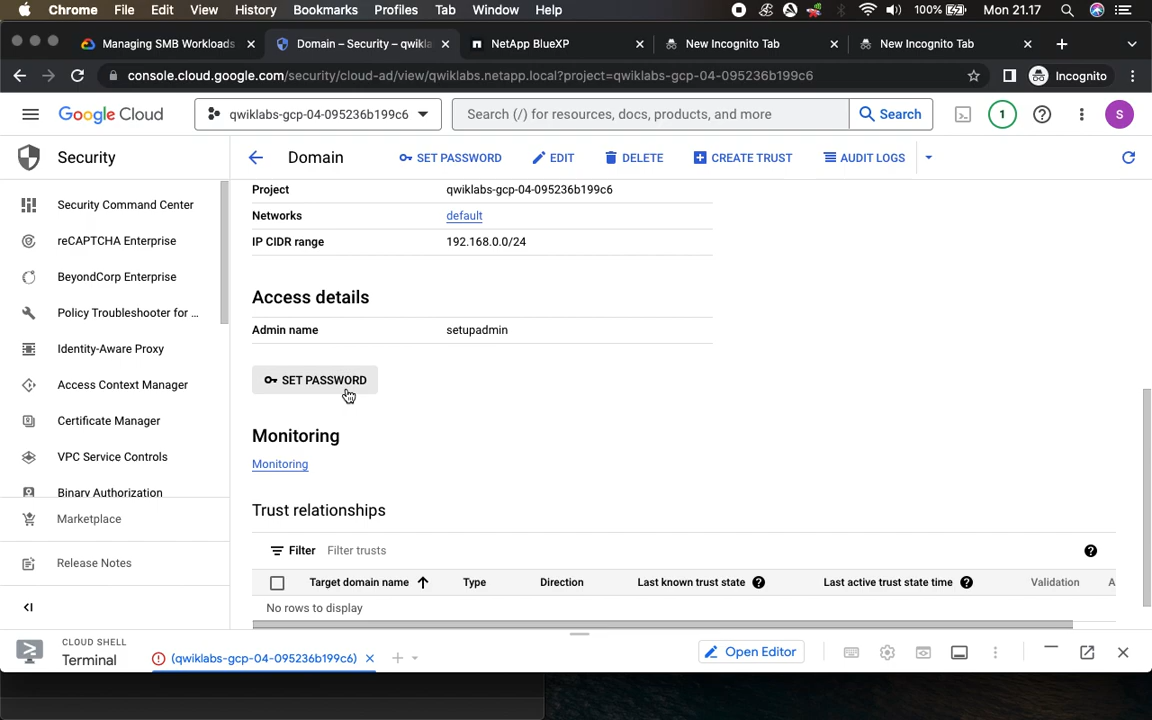 Chrome File Edit View History Bookmarks Profiles Tab Window Help 100% Mon 21.17
Managing SMB Workloads Domain – Security – qwikla NetApp BlueXP New Incognito Tab New Incognito Tab
console.cloud.google.com/security/cloud-ad/view/qwiklabs.netapp.local?project=qwiklabs-gcp-04-095236b199c6 Incognito
Google Cloud qwiklabs-gcp-04-095236b199c6 Search (/) for resources, docs, products, and more Search 1 S
Security Domain SET PASSWORD EDIT DELETE CREATE TRUST AUDIT LOGS
Security Command Center
reCAPTCHA Enterprise
BeyondCorp Enterprise
Policy Troubleshooter for ...
Identity-Aware Proxy
Access Context Manager
Certificate Manager
VPC Service Controls
Binary Authorization
Marketplace
Release Notes
Project qwiklabs-gcp-04-095236b199c6
Networks default
IP CIDR range 192.168.0.0/24
Access details
Admin name setupadmin
SET PASSWORD
Monitoring
Monitoring
Trust relationships
Filter Filter trusts
Target domain name Type Direction Last known trust state Last active trust state time Validation A
No rows to display
CLOUD SHELL
Terminal (qwiklabs-gcp-04-095236b199c6) Open Editor